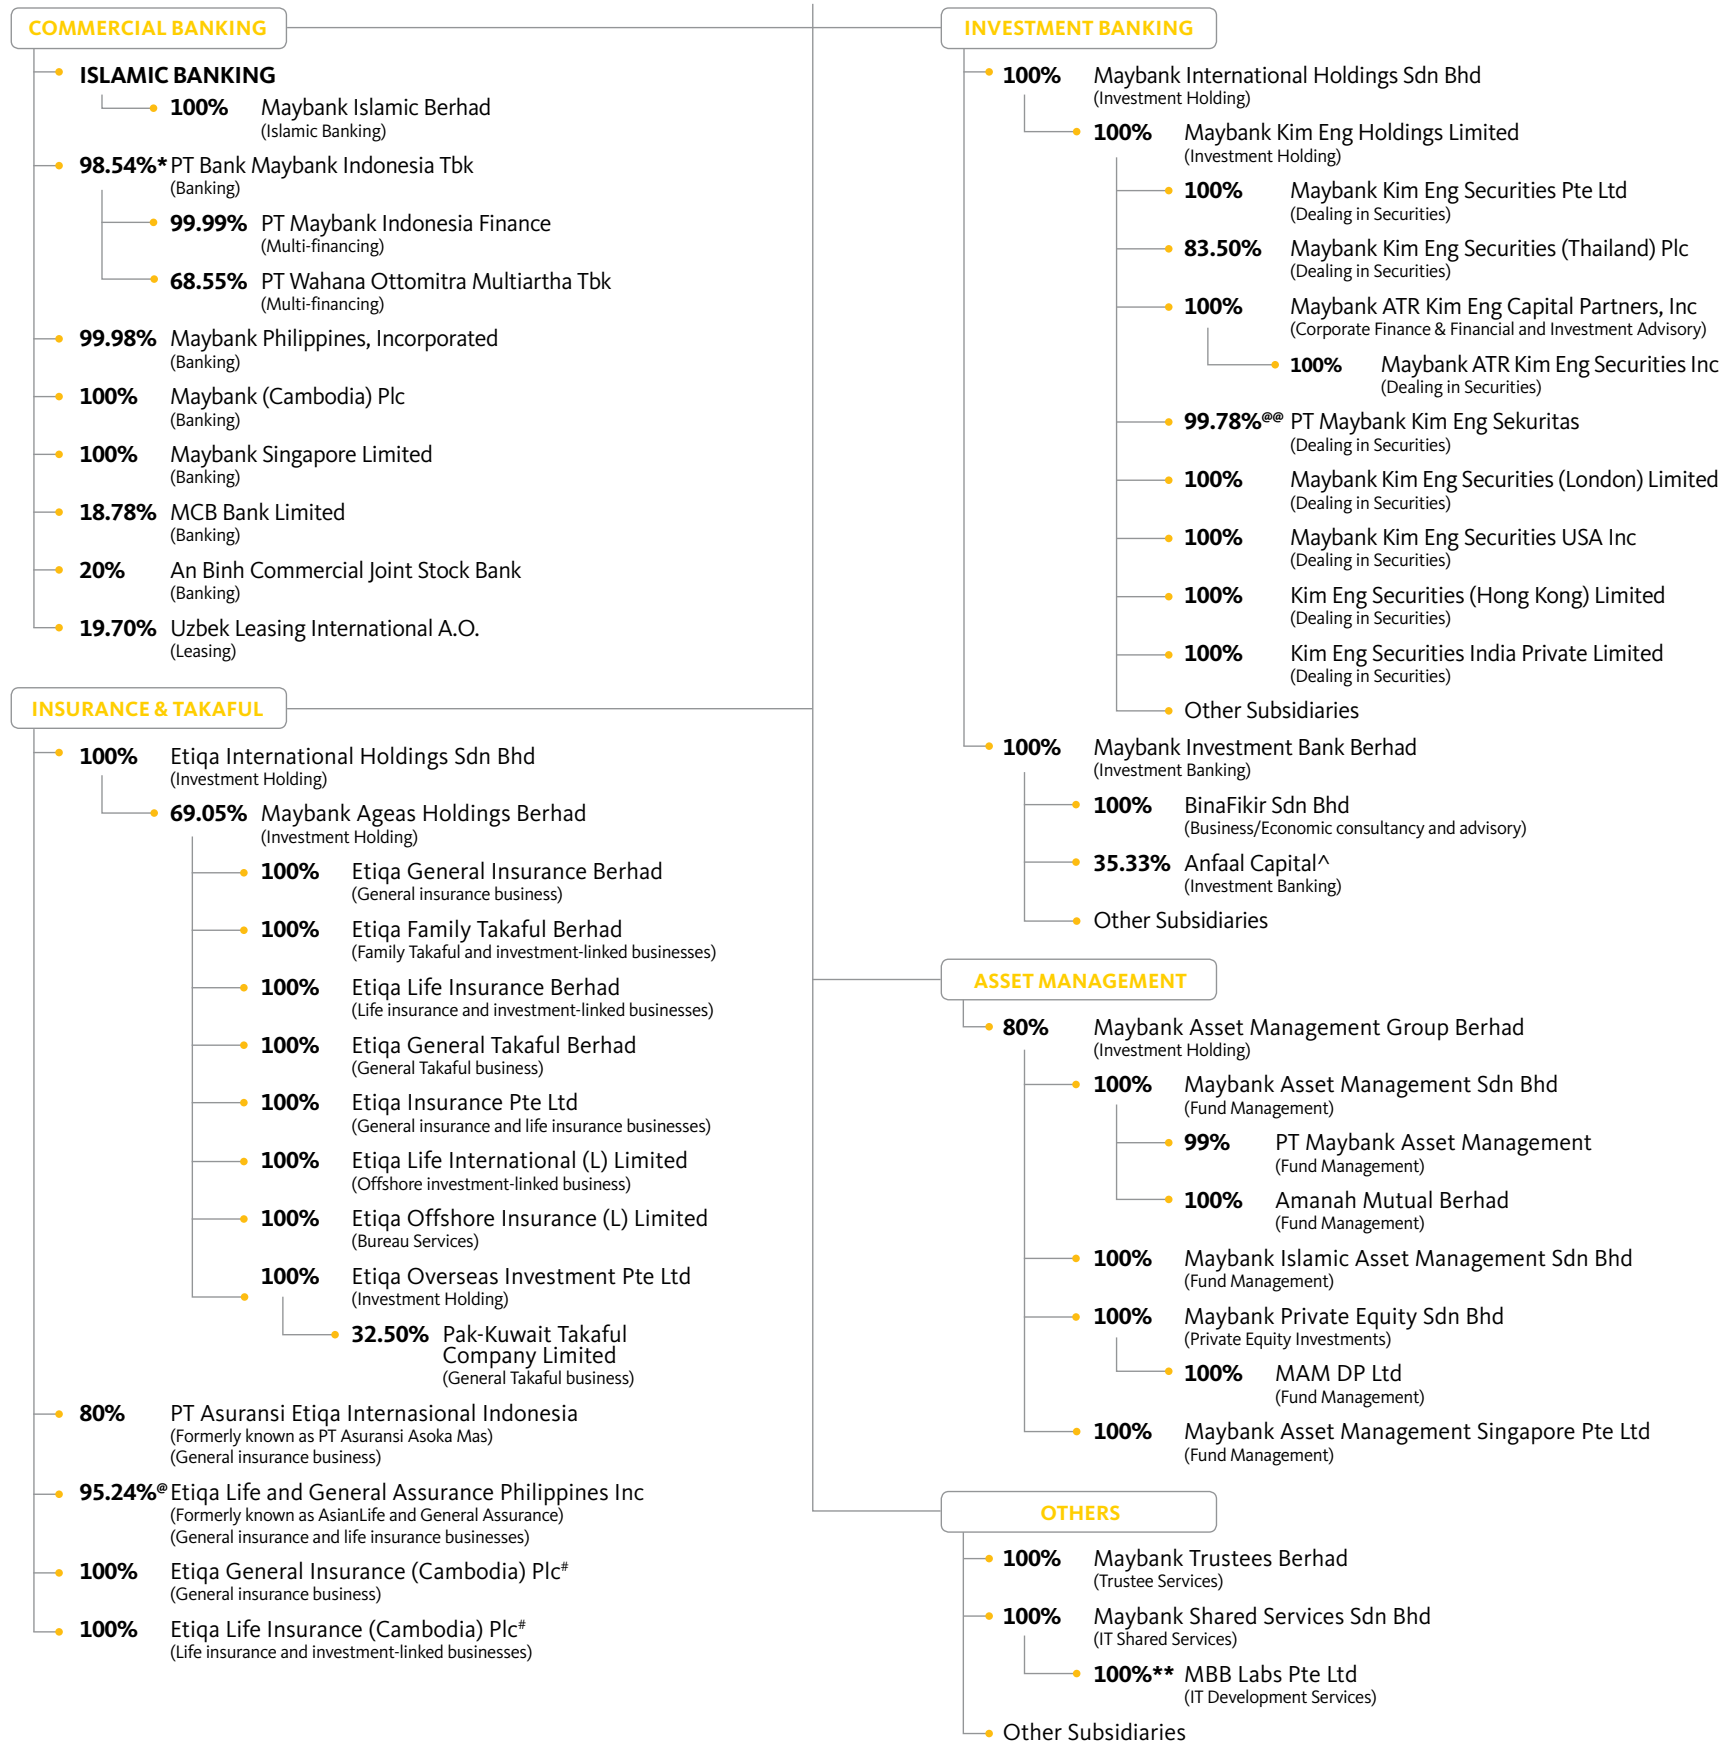 COMMERCIAL BANKING
ISLAMIC BANKING
100% Maybank Islamic Berhad
(Islamic Banking)
98.54%* PT Bank Maybank Indonesia Tbk
(Banking)
99.99% PT Maybank Indonesia Finance
(Multi-financing)
68.55% PT Wahana Ottomitra Multiartha Tbk
(Multi-financing)
99.98% Maybank Philippines, Incorporated
(Banking)
100% Maybank (Cambodia) Plc
(Banking)
100% Maybank Singapore Limited
(Banking)
18.78% MCB Bank Limited
(Banking)
20% An Binh Commercial Joint Stock Bank
(Banking)
19.70% Uzbek Leasing International A.O.
(Leasing)
INSURANCE & TAKAFUL
100% Etiqa International Holdings Sdn Bhd
(Investment Holding)
69.05% Maybank Ageas Holdings Berhad
(Investment Holding)
100% Etiqa General Insurance Berhad
(General insurance business)
100% Etiqa Family Takaful Berhad
(Family Takaful and investment-linked businesses)
100% Etiqa Life Insurance Berhad
(Life insurance and investment-linked businesses)
100% Etiqa General Takaful Berhad
(General Takaful business)
100% Etiqa Insurance Pte Ltd
(General insurance and life insurance businesses)
100% Etiqa Life International (L) Limited
(Offshore investment-linked business)
100% Etiqa Offshore Insurance (L) Limited
(Bureau Services)
100% Etiqa Overseas Investment Pte Ltd
(Investment Holding)
32.50% Pak-Kuwait Takaful
Company Limited
(General Takaful business)
80% PT Asuransi Etiqa Internasional Indonesia
(Formerly known as PT Asuransi Asoka Mas)
(General insurance business)
95.24%@ Etiqa Life and General Assurance Philippines Inc
(Formerly known as AsianLife and General Assurance)
(General insurance and life insurance businesses)
100% Etiqa General Insurance (Cambodia) Plc#
(General insurance business)
100% Etiqa Life Insurance (Cambodia) Plc#
(Life insurance and investment-linked businesses)
INVESTMENT BANKING
100% Maybank International Holdings Sdn Bhd
(Investment Holding)
100% Maybank Kim Eng Holdings Limited
(Investment Holding)
100% Maybank Kim Eng Securities Pte Ltd
(Dealing in Securities)
83.50% Maybank Kim Eng Securities (Thailand) Plc
(Dealing in Securities)
100% Maybank ATR Kim Eng Capital Partners, Inc
(Corporate Finance & Financial and Investment Advisory)
100% Maybank ATR Kim Eng Securities Inc
(Dealing in Securities)
99.78%@@ PT Maybank Kim Eng Sekuritas
(Dealing in Securities)
100% Maybank Kim Eng Securities (London) Limited
(Dealing in Securities)
100% Maybank Kim Eng Securities USA Inc
(Dealing in Securities)
100% Kim Eng Securities (Hong Kong) Limited
(Dealing in Securities)
100% Kim Eng Securities India Private Limited
(Dealing in Securities)
Other Subsidiaries
100% Maybank Investment Bank Berhad
(Investment Banking)
100% BinaFikir Sdn Bhd
(Business/Economic consultancy and advisory)
35.33% Anfaal Capital^
(Investment Banking)
Other Subsidiaries
ASSET MANAGEMENT
80% Maybank Asset Management Group Berhad
(Investment Holding)
100% Maybank Asset Management Sdn Bhd
(Fund Management)
99% PT Maybank Asset Management
(Fund Management)
100% Amanah Mutual Berhad
(Fund Management)
100% Maybank Islamic Asset Management Sdn Bhd
(Fund Management)
100% Maybank Private Equity Sdn Bhd
(Private Equity Investments)
100% MAM DP Ltd
(Fund Management)
100% Maybank Asset Management Singapore Pte Ltd
(Fund Management)
OTHERS
100% Maybank Trustees Berhad
(Trustee Services)
100% Maybank Shared Services Sdn Bhd
(IT Shared Services)
100%** MBB Labs Pte Ltd
(IT Development Services)
Other Subsidiaries